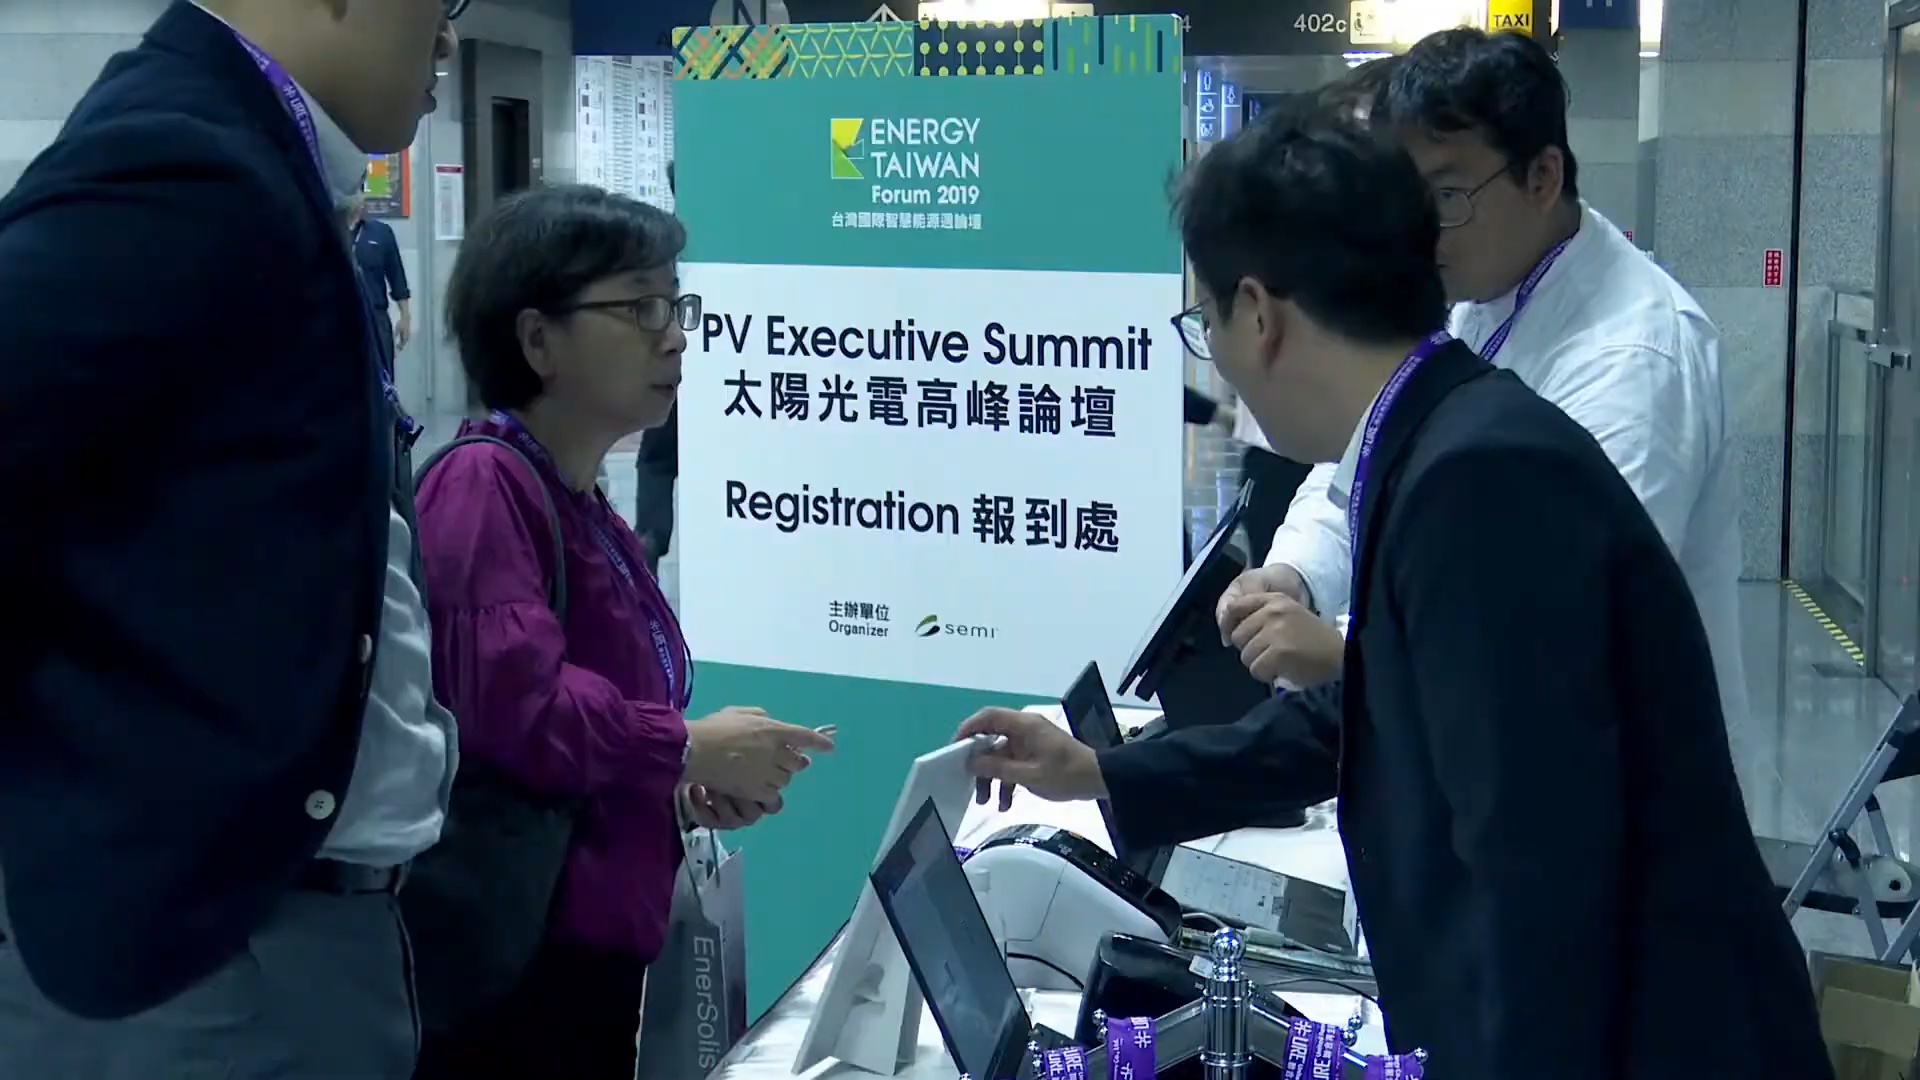 402c
TAXI
ENERGY
TAIWAN
Forum 2019
台灣國際智慧能源週論壇
PV Executive Summit
太陽光電高峰論壇
Registration 報到處
主辦單位
Organizer
semi
EnerSolis
URE
URE